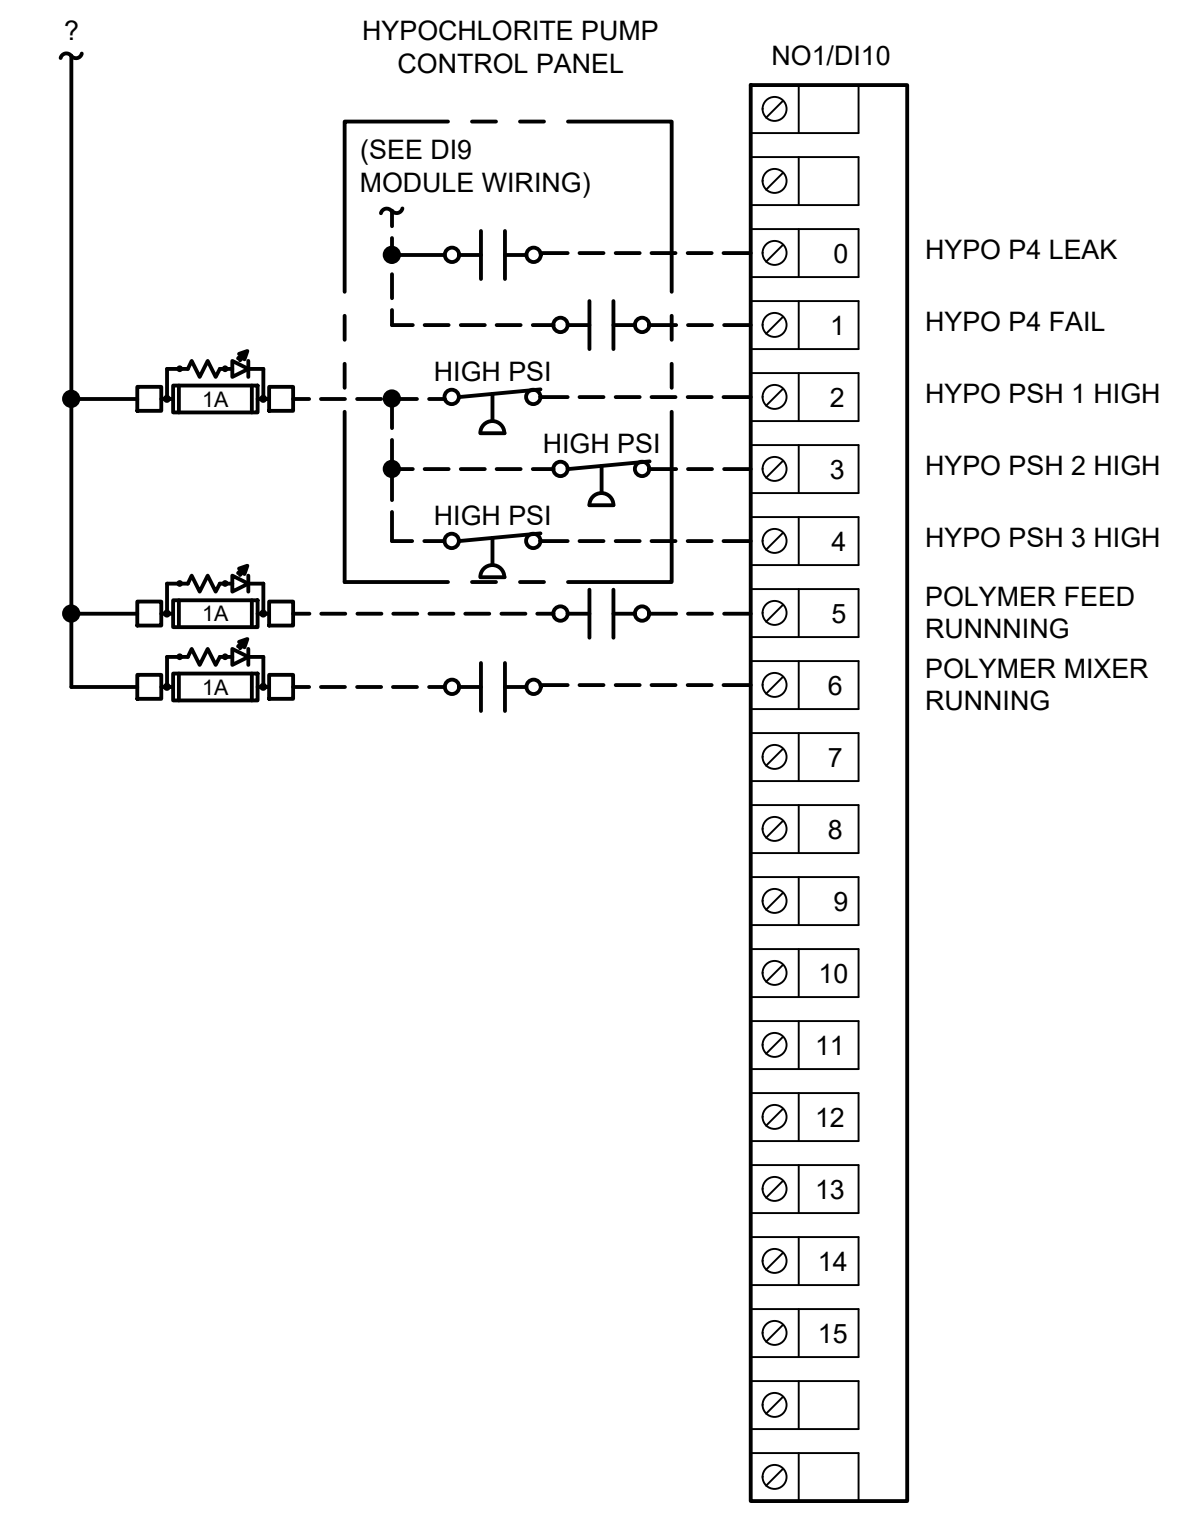 ?
HYPOCHLORITE PUMP
CONTROL PANEL
NO1/DI10
(SEE DI9
MODULE WIRING)
0
HYPO P4 LEAK
1
HYPO P4 FAIL
1A
HIGH PSI
2
HYPO PSH 1 HIGH
HIGH PSI
3
HYPO PSH 2 HIGH
HIGH PSI
4
HYPO PSH 3 HIGH
1A
5
POLYMER FEED
RUNNNING
1A
6
POLYMER MIXER
RUNNING
7
8
9
10
11
12
13
14
15